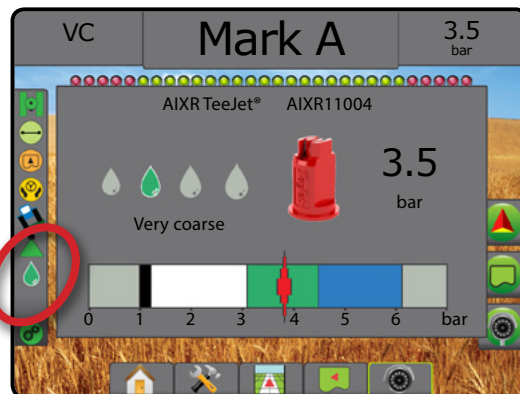 VC
Mark A
3.5
bar
AIXR TeeJet® AIXR11004
3.5
bar
Very coarse
0 1 2 3 4 5 6 bar